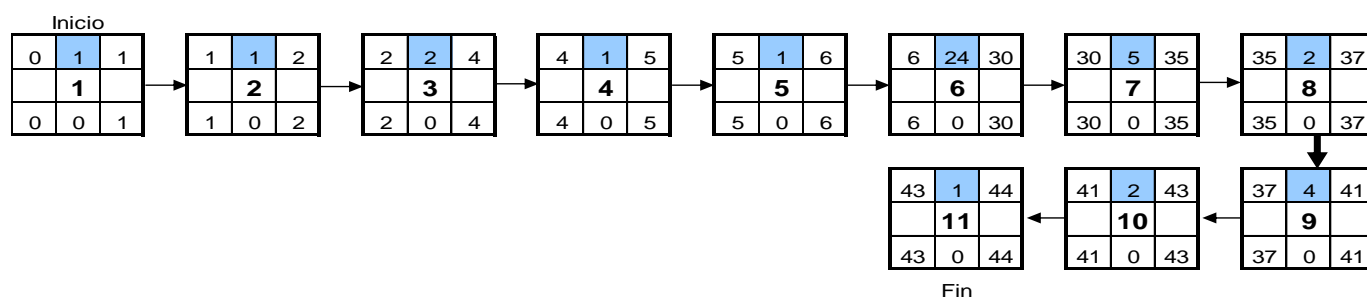 Inicio
0 1 1 1 1 2 2 2 4 4 1 5 5 1 6 6 24 30 30 5 35 35 2 37
1 2 3 4 5 6 7 8
0 0 1 1 0 2 2 0 4 4 0 5 5 0 6 6 0 30 30 0 35 35 0 37
43 1 44 41 2 43 37 4 41
11 10 9
43 0 44 41 0 43 37 0 41
Fin